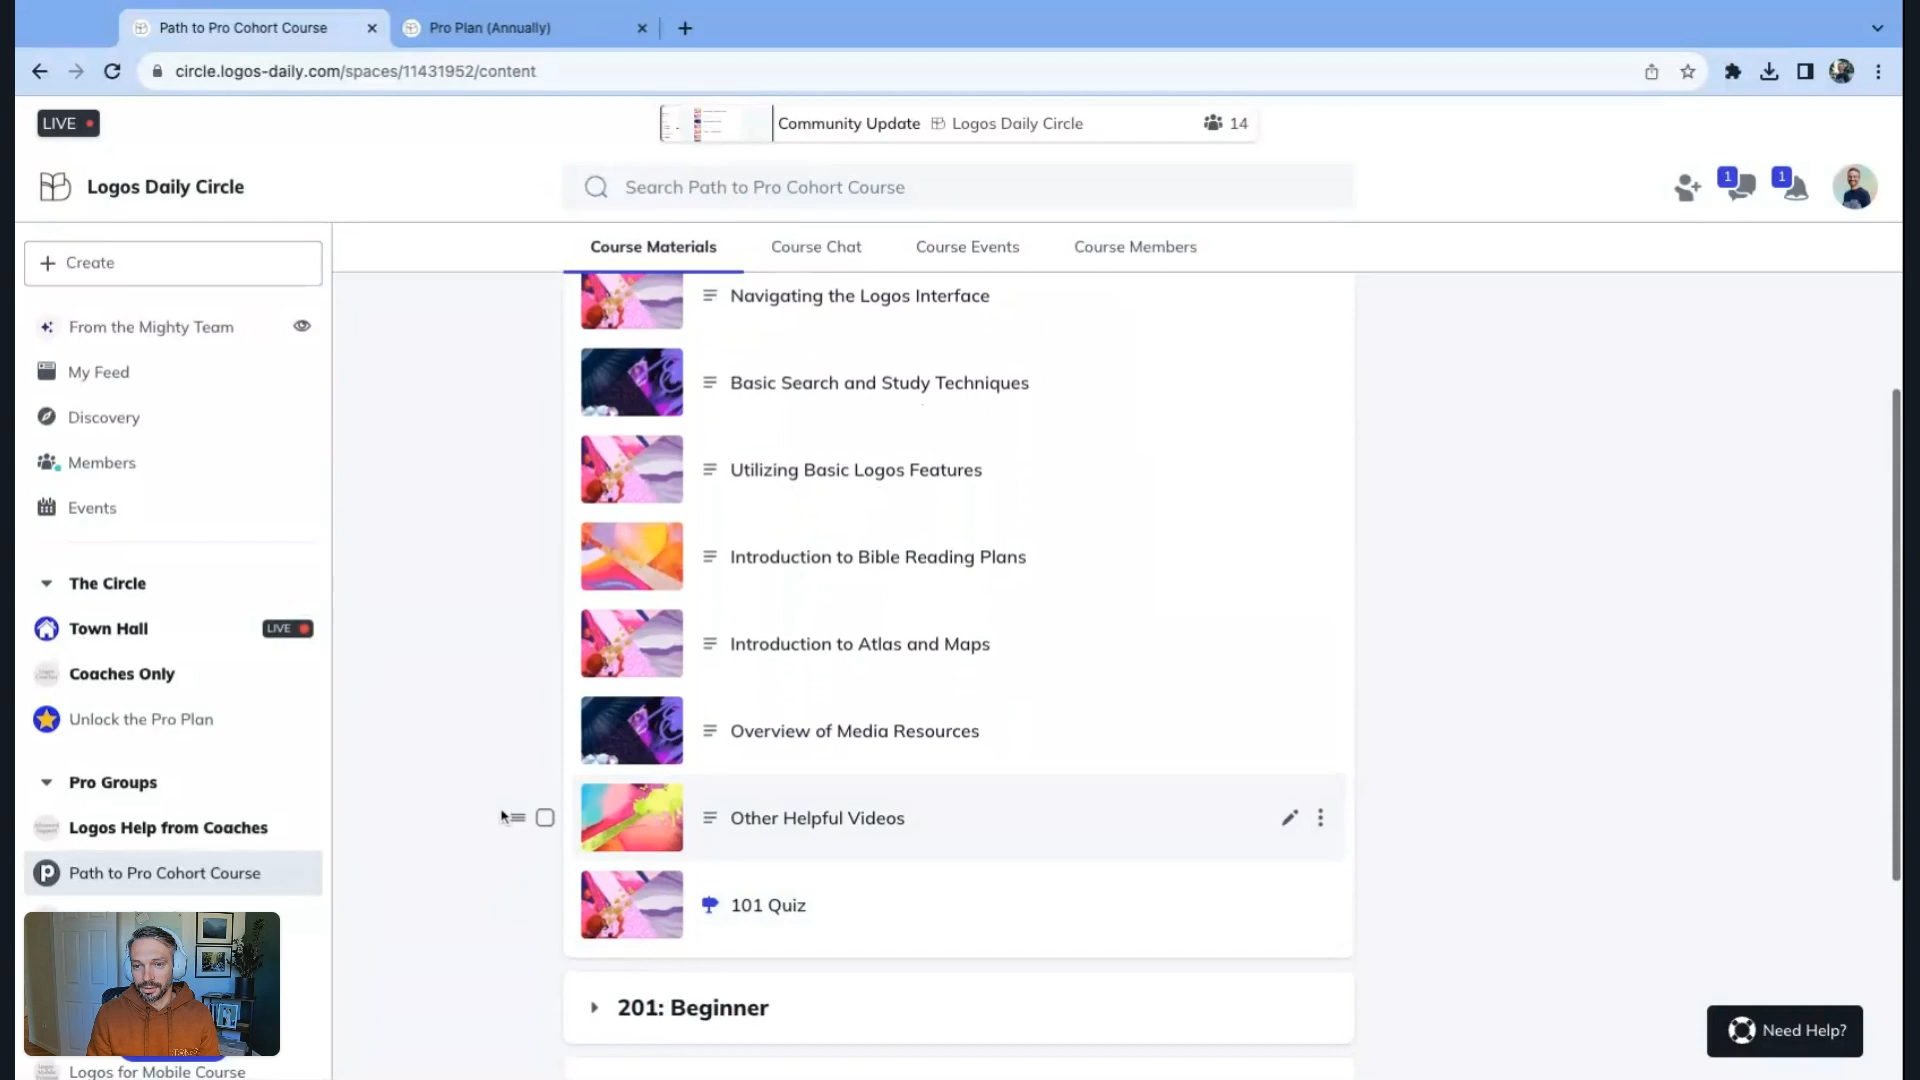 Path to Pro Cohort Course
Pro Plan (Annually)
circle.logos-daily.com/spaces/11431952/content
LIVE
Community Update Logos Daily Circle 14
Logos Daily Circle
Search Path to Pro Cohort Course
1
1
Create
Course Materials
Course Chat
Course Events
Course Members
From the Mighty Team
My Feed
Discovery
Members
Events
The Circle
Town Hall LIVE
Coaches Only
Unlock the Pro Plan
Pro Groups
Logos Help from Coaches
Path to Pro Cohort Course
Logos for Mobile Course
Navigating the Logos Interface
Basic Search and Study Techniques
Utilizing Basic Logos Features
Introduction to Bible Reading Plans
Introduction to Atlas and Maps
Overview of Media Resources
Other Helpful Videos
101 Quiz
201: Beginner
Need Help?